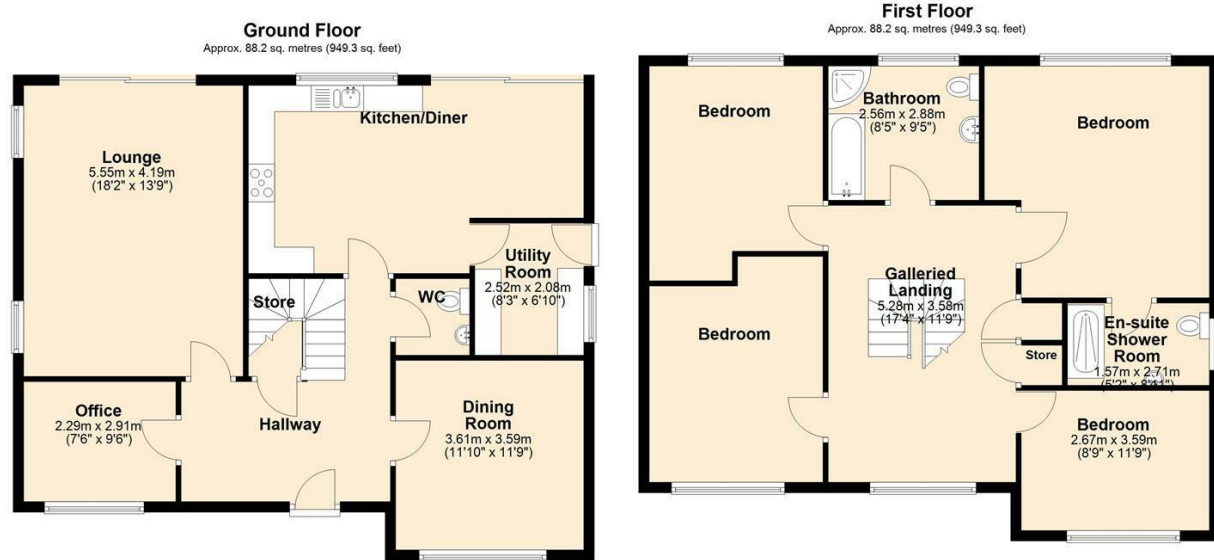 Ground Floor
Approx. 88.2 sq. metres (949.3 sq. feet)
Lounge
5.55m x 4.19m
(18'2" x 13'9")
Kitchen/Diner
Utility
Room
2.52m x 2.08m
(8'3" x 6'10")
Store
WC
Office
2.29m x 2.91m
(7'6" x 9'6")
Hallway
Dining
Room
3.61m x 3.59m
(11'10" x 11'9")
First Floor
Approx. 88.2 sq. metres (949.3 sq. feet)
Bedroom
Bathroom
2.56m x 2.88m
(8'5" x 9'5")
Bedroom
Galleried
Landing
5.28m x 3.58m
(17'4" x 11'9")
Bedroom
En-suite
Shower
Room
1.57m x 2.71m
(5'2" x 8'11")
Store
Bedroom
2.67m x 3.59m
(8'9" x 11'9")